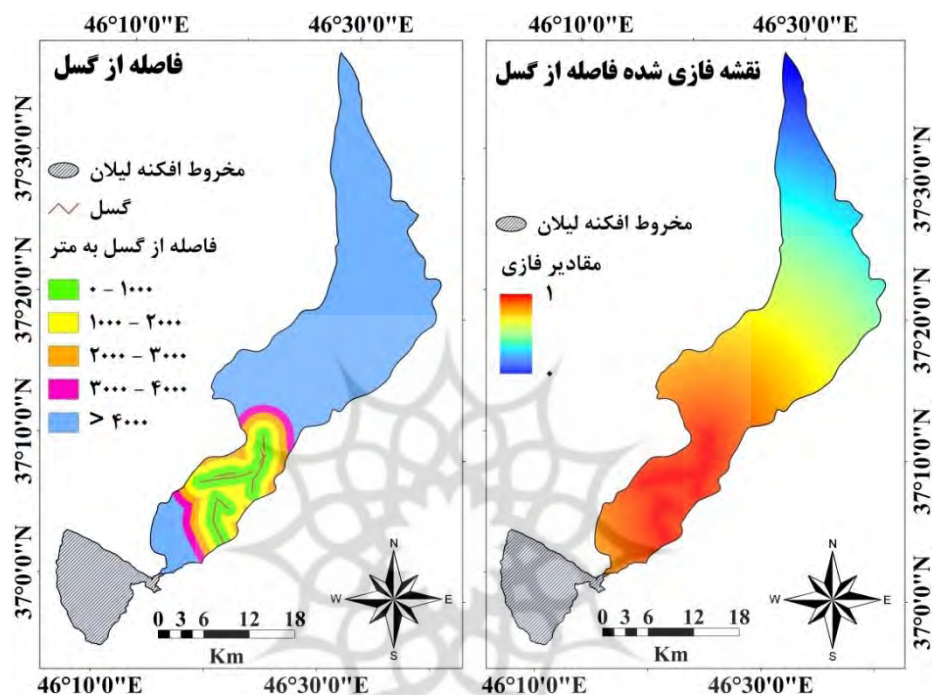 46°10'0"E 46°30'0"E
فاصله از گسل
مخروط افکنه لیلان
گسل
فاصله از گسل به متر
۰ - ۱۰۰۰
۱۰۰۰ - ۲۰۰۰
۲۰۰۰ - ۳۰۰۰
۳۰۰۰ - ۴۰۰۰
> ۴۰۰۰
37°30'0"N
37°20'0"N
37°10'0"N
37°0'0"N
N
W E
S
0 3 6 12 18
Km
46°10'0"E 46°30'0"E
46°10'0"E 46°30'0"E
نقشه فازی شده فاصله از گسل
مخروط افکنه لیلان
مقادیر فازی
۱
۰
37°30'0"N
37°20'0"N
37°10'0"N
37°0'0"N
N
W E
S
0 3 6 12 18
Km
46°10'0"E 46°30'0"E